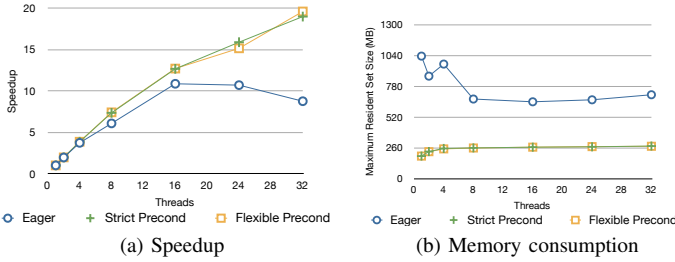 20
15
10
5
0
Speedup
0 4 8 12 16 20 24 28 32
Threads
Eager Strict Precond Flexible Precond
(a) Speedup
1300
1040
780
520
260
0
Maximum Resident Set Size (MB)
0 4 8 12 16 20 24 28 32
Threads
Eager Strict Precond Flexible Precond
(b) Memory consumption